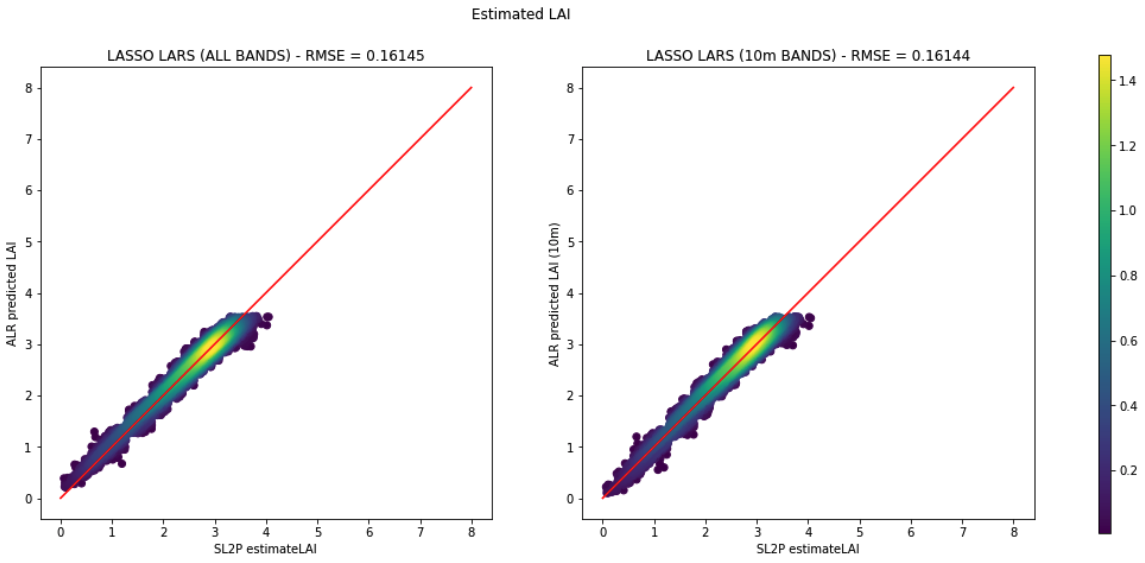 Estimated LAI
LASSO LARS (ALL BANDS) - RMSE = 0.16145
8
7
6
5
4
3
2
1
0
ALR predicted LAI
0 1 2 3 4 5 6 7 8
SL2P estimateLAI
LASSO LARS (10m BANDS) - RMSE = 0.16144
8
7
6
5
4
3
2
1
0
ALR predicted LAI (10m)
0 1 2 3 4 5 6 7 8
SL2P estimateLAI
1.4
1.2
1.0
0.8
0.6
0.4
0.2